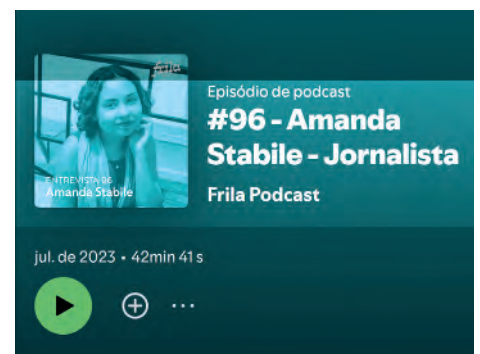 frila
ENTREVISTA 96
Amanda Stabile
Episódio de podcast
#96 - Amanda
Stabile - Jornalista
Frila Podcast
jul. de 2023 • 42min 41 s